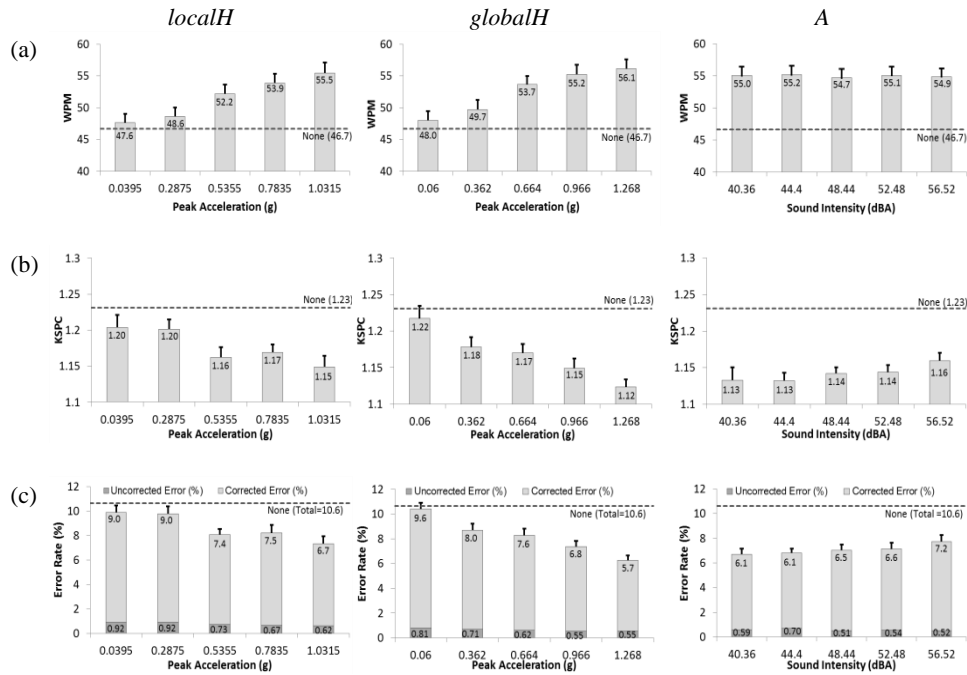 localH globalH A
(a)
60
55
50
45
40
WPM
47.6 48.6 52.2 53.9 55.5
None (46.7)
0.0395 0.2875 0.5355 0.7835 1.0315
Peak Acceleration (g)
60
55
50
45
40
WPM
48.0 49.7 53.7 55.2 56.1
None (46.7)
0.06 0.362 0.664 0.966 1.268
Peak Acceleration (g)
60
55
50
45
40
WPM
55.0 55.2 54.7 55.1 54.9
None (46.7)
40.36 44.4 48.44 52.48 56.52
Sound Intensity (dBA)
(b)
1.3
1.25
1.2
1.15
1.1
KSPC
None (1.23)
1.20 1.20 1.16 1.17 1.15
0.0395 0.2875 0.5355 0.7835 1.0315
Peak Acceleration (g)
1.3
1.25
1.2
1.15
1.1
KSPC
None (1.23)
1.22 1.18 1.17 1.15 1.12
0.06 0.362 0.664 0.966 1.268
Peak Acceleration (g)
1.3
1.25
1.2
1.15
1.1
KSPC
None (1.23)
1.13 1.13 1.14 1.14 1.16
40.36 44.4 48.44 52.48 56.52
Sound Intensity (dBA)
(c)
Uncorrected Error (%) Corrected Error (%)
12
10
8
6
4
2
0
Error Rate (%)
None (Total=10.6)
9.0 9.0 7.4 7.5 6.7
0.92 0.92 0.73 0.67 0.62
0.0395 0.2875 0.5355 0.7835 1.0315
Peak Acceleration (g)
Uncorrected Error (%) Corrected Error (%)
12
10
8
6
4
2
0
Error Rate (%)
None (Total=10.6)
9.6 8.0 7.6 6.8 5.7
0.81 0.71 0.62 0.55 0.55
0.06 0.362 0.664 0.966 1.268
Peak Acceleration (g)
Uncorrected Error (%) Corrected Error (%)
12
10
8
6
4
2
0
Error Rate (%)
None (Total =10.6)
6.1 6.1 6.5 6.6 7.2
0.59 0.70 0.51 0.54 0.52
40.36 44.4 48.44 52.48 56.52
Sound Intensity (dBA)